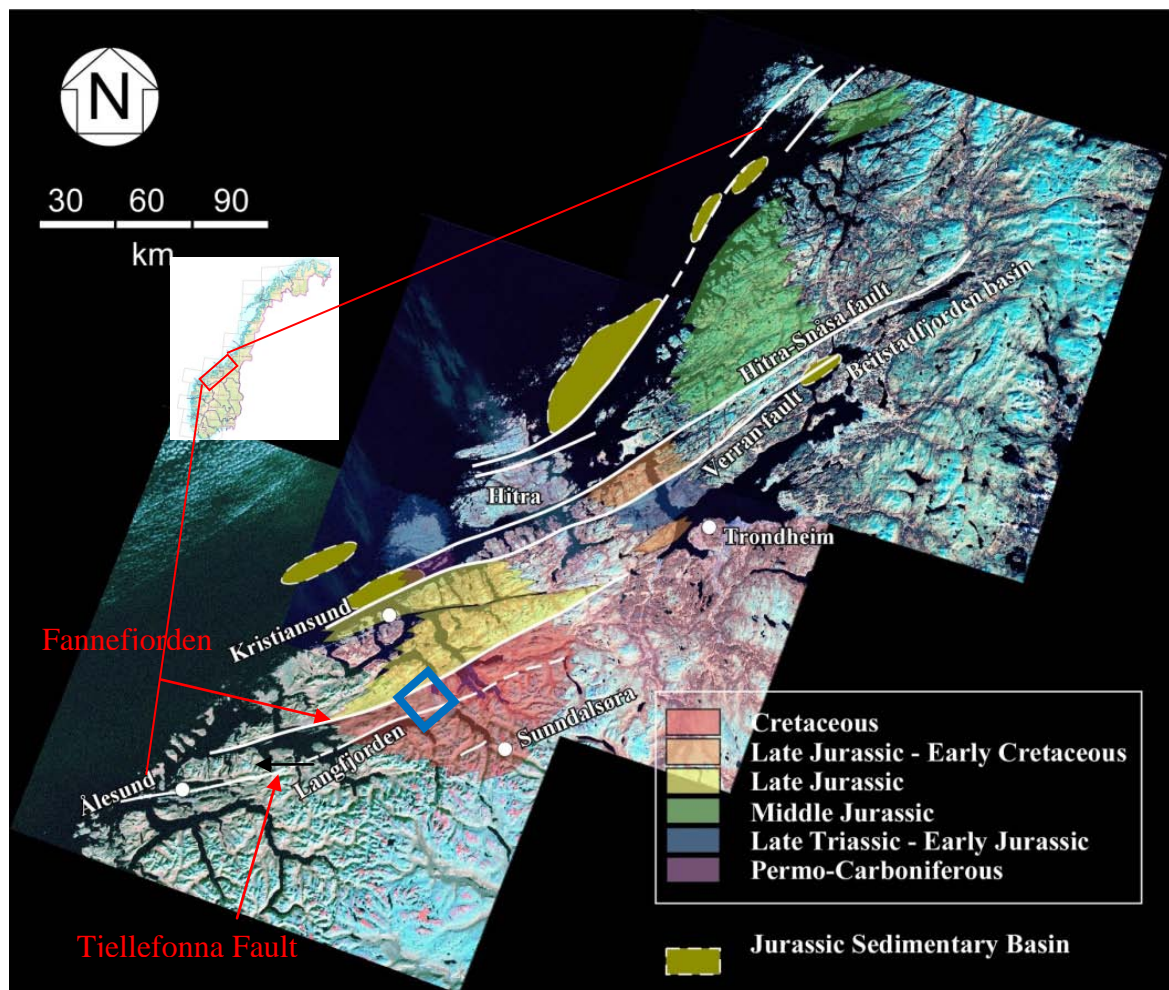 N
30 60 90
km
Hitra-Snåsa fault
Beitstadfjorden basin
Verran fault
Hitra
Trondheim
Kristiansund
Fannefiorden
Sunndalsøra
Langfjorden
Ålesund
Tiellefonna Fault
Cretaceous
Late Jurassic - Early Cretaceous
Late Jurassic
Middle Jurassic
Late Triassic - Early Jurassic
Permo-Carboniferous
Jurassic Sedimentary Basin